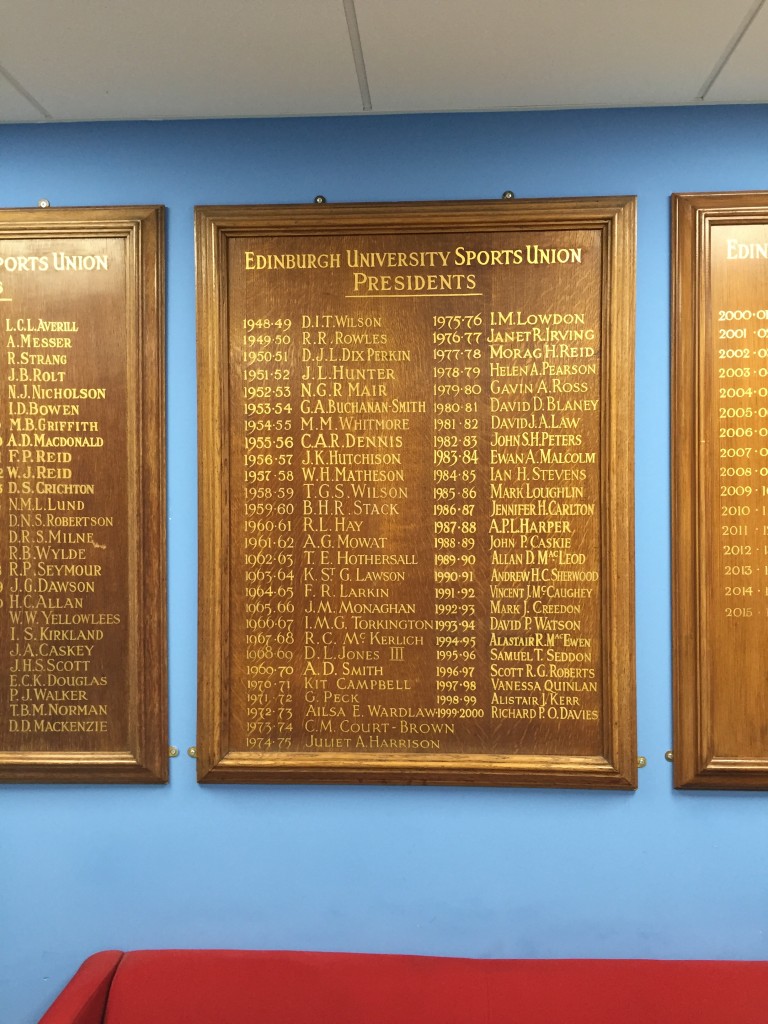 PORTS UNION
S
L.C.L. AVERILL
A. MESSER
R. STRANG
J.B. ROLT
N.J. NICHOLSON
I.D. BOWEN
M.B. GRIFFITH
A.D. MACDONALD
F.P. REID
W.J. REID
D.S. CRICHTON
N.M.L. LUND
D.N.S. ROBERTSON
D.R.S. MILNE
R.B. WYLDE
R.P. SEYMOUR
J.G. DAWSON
H.C. ALLAN
W.W. YELLOWLEES
I.S. KIRKLAND
J.A. CASKEY
J.H.S. SCOTT
E.C.K. DOUGLAS
P.J. WALKER
T.B.M. NORMAN
D.D. MACKENZIE
EDINBURGH UNIVERSITY SPORTS UNION
PRESIDENTS
1948-49 D.I.T. WILSON
1949-50 R.R. ROWLES
1950-51 D.J.L. DIX PERKIN
1951-52 J.L. HUNTER
1952-53 N.G.R. MAIR
1953-54 G.A. BUCHANAN-SMITH
1954-55 M.M. WHITMORE
1955-56 C.A.R. DENNIS
1956-57 J.K. HUTCHISON
1957-58 W.H. MATHESON
1958-59 T.G.S. WILSON
1959-60 B.H.R. STACK
1960-61 R.L. HAY
1961-62 A.G. MOWAT
1962-63 T.E. HOTHERSALL
1963-64 K. ST. G. LAWSON
1964-65 F.R. LARKIN
1965-66 J.M. MONAGHAN
1966-67 I.M.G. TORKINGTON
1967-68 R.C. MC KERLICH
1968-69 D.L. JONES III
1969-70 A.D. SMITH
1970-71 KIT CAMPBELL
1971-72 G. PECK
1972-73 AILSA E. WARDLAW
1973-74 C.M. COURT-BROWN
1974-75 JULIET A. HARRISON
1975-76 I.M. LOWDON
1976-77 JANET R. IRVING
1977-78 MORAG H. REID
1978-79 HELEN A. PEARSON
1979-80 GAVIN A. ROSS
1980-81 DAVID D. BLANEY
1981-82 DAVID J.A. LAW
1982-83 JOHN S.H. PETERS
1983-84 EWAN A. MALCOLM
1984-85 IAN H. STEVENS
1985-86 MARK LOUGHLIN
1986-87 JENNIFER H. CARLTON
1987-88 A.P.L. HARPER
1988-89 JOHN P. CASKIE
1989-90 ALLAN D. MACLEOD
1990-91 ANDREW H.C. SHERWOOD
1991-92 VINCENT J. MCCAUGHEY
1992-93 MARK J. CREEDON
1993-94 DAVID P. WATSON
1994-95 ALASTAIR R. MACEWEN
1995-96 SAMUEL T. SEDDON
1996-97 SCOTT R.G. ROBERTS
1997-98 VANESSA QUINLAN
1998-99 ALISTAIR J. KERR
1999-2000 RICHARD P.O. DAVIES
EDIN
2000-01
2001-02
2002-0
2003-0
2004-0
2005-0
2006-0
2007-0
2008-0
2009-10
2010-1
2011-1
2012-1
2013-1
2014-1
2015-1